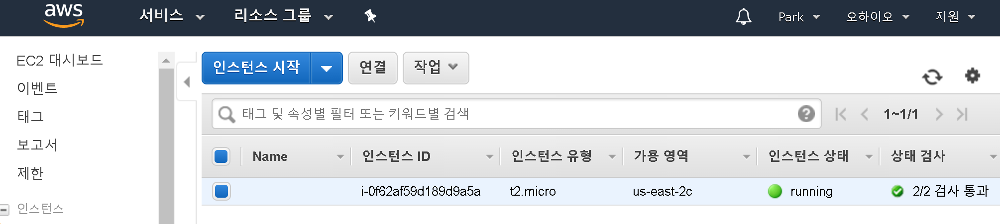 aws 서비스 리소스 그룹 Park 오하이오 지원
EC2 대시보드
이벤트
태그
보고서
제한
인스턴스
인스턴스 시작 연결 작업
태그 및 속성별 필터 또는 키워드별 검색 1~1/1
Name 인스턴스 ID 인스턴스 유형 가용 영역 인스턴스 상태 상태 검사
i-0f62af59d189d9a5a t2.micro us-east-2c running 2/2 검사 통과